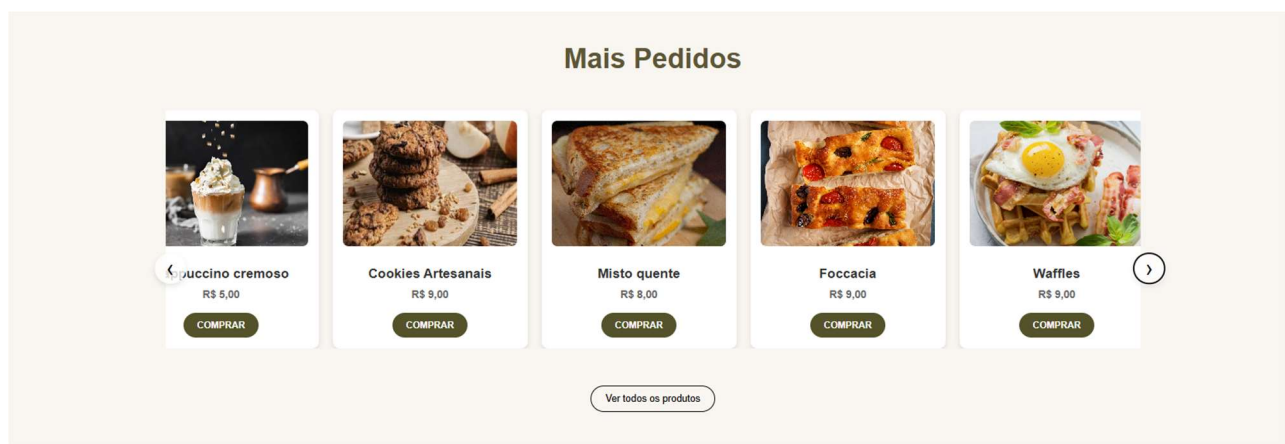 Mais Pedidos
ppuccino cremoso
R$ 5,00
COMPRAR
Cookies Artesanais
R$ 9,00
COMPRAR
Misto quente
R$ 8,00
COMPRAR
Foccacia
R$ 9,00
COMPRAR
Waffles
R$ 9,00
COMPRAR
Ver todos os produtos